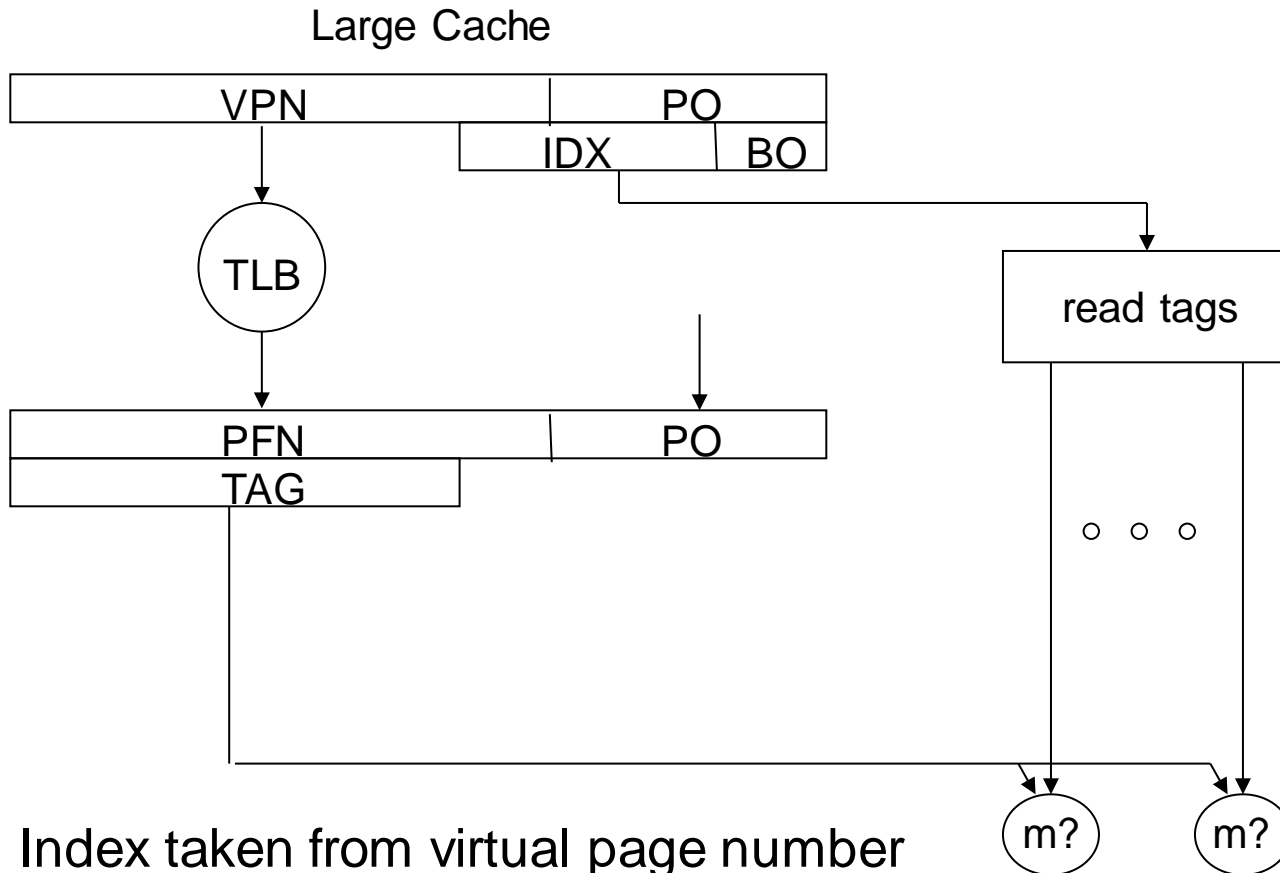 Large Cache
VPN PO
IDX BO
TLB
read tags
PFN PO
TAG
m? m?
Index taken from virtual page number